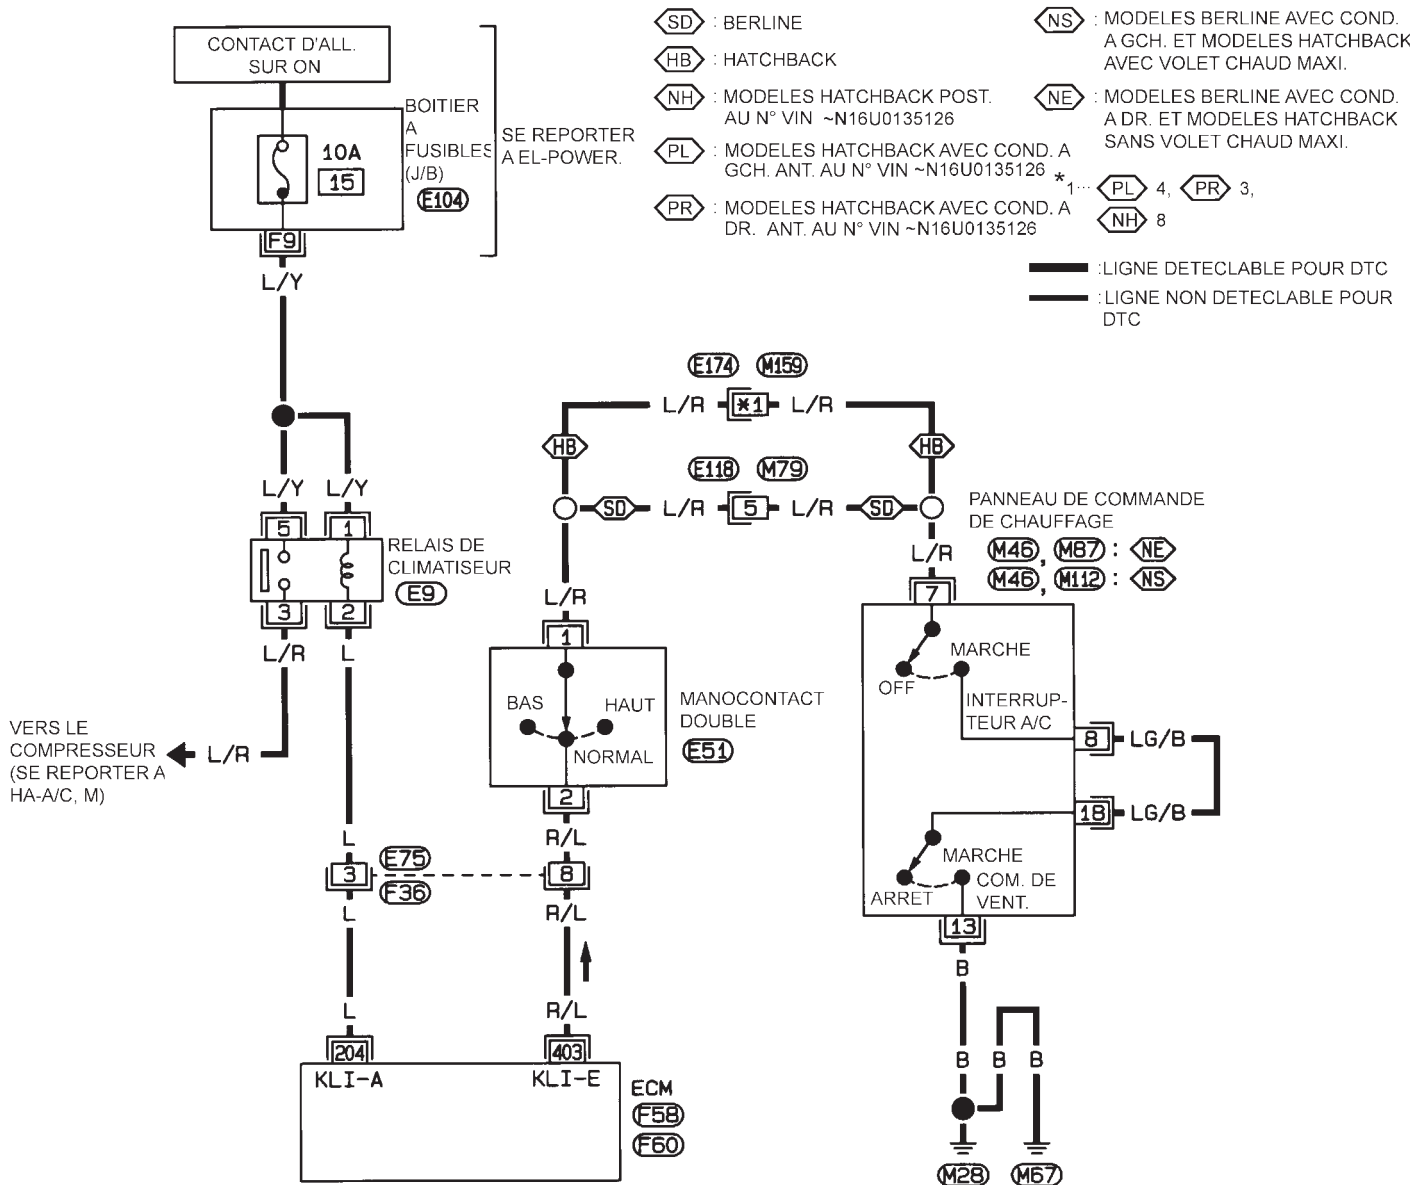 CONTACT D'ALL.
SUR ON
BOITIER
A
FUSIBLES
(J/B)
E104
10A
15
F9
SE REPORTER
A EL-POWER.
SD : BERLINE
HB : HATCHBACK
NH : MODELES HATCHBACK POST.
AU N° VIN ~N16U0135126
PL : MODELES HATCHBACK AVEC COND. A
GCH. ANT. AU N° VIN ~N16U0135126
PR : MODELES HATCHBACK AVEC COND. A
DR. ANT. AU N° VIN ~N16U0135126
NS : MODELES BERLINE AVEC COND.
A GCH. ET MODELES HATCHBACK
AVEC VOLET CHAUD MAXI.
NE : MODELES BERLINE AVEC COND.
A DR. ET MODELES HATCHBACK
SANS VOLET CHAUD MAXI.
*1··· PL 4, PR 3,
NH 8
:LIGNE DETECLABLE POUR DTC
:LIGNE NON DETECLABLE POUR
DTC
L/Y
L/Y L/Y
5 1
RELAIS DE
CLIMATISEUR
E9
3 2
L/R L
VERS LE
COMPRESSEUR
(SE REPORTER A
HA-A/C, M)
L/R
L
3
E75
F36
L
L
204
KLI-A
E174 M159
L/R *1 L/R
HB HB
E118 M79
SD L/R 5 L/R SD
L/R
1
BAS HAUT
NORMAL
MANOCONTACT
DOUBLE
E51
2
R/L
8
R/L
R/L
403
KLI-E
ECM
F58
F60
PANNEAU DE COMMANDE
DE CHAUFFAGE
M46, M87 : NE
M46, M112 : NS
L/R
7
MARCHE
OFF
INTERRUP-
TEUR A/C
8 LG/B
18 LG/B
MARCHE
ARRET
COM. DE
VENT.
13
B
B B B
M28 M67